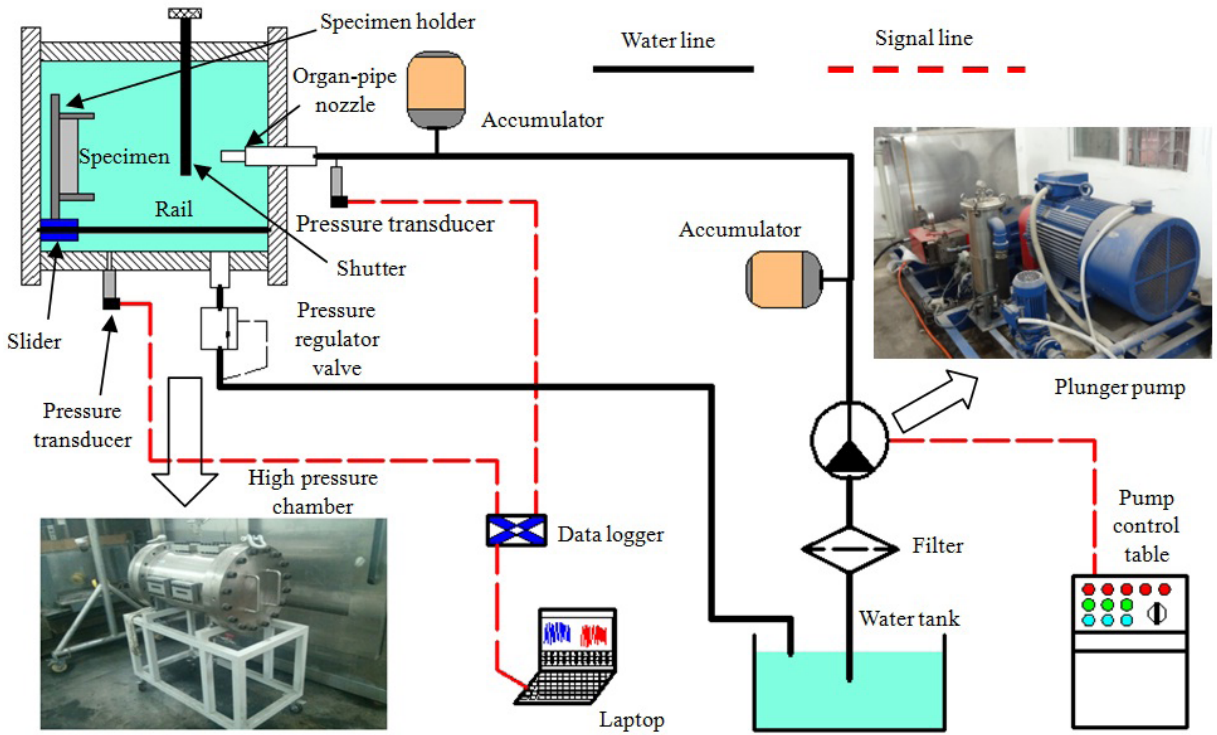 Specimen holder
Water line
Signal line
Organ-pipe
nozzle
Accumulator
Specimen
Rail
Pressure transducer
Accumulator
Shutter
Slider
Pressure
regulator
valve
Plunger pump
Pressure
transducer
High pressure
chamber
Pump
control
table
Data logger
Filter
Water tank
Laptop